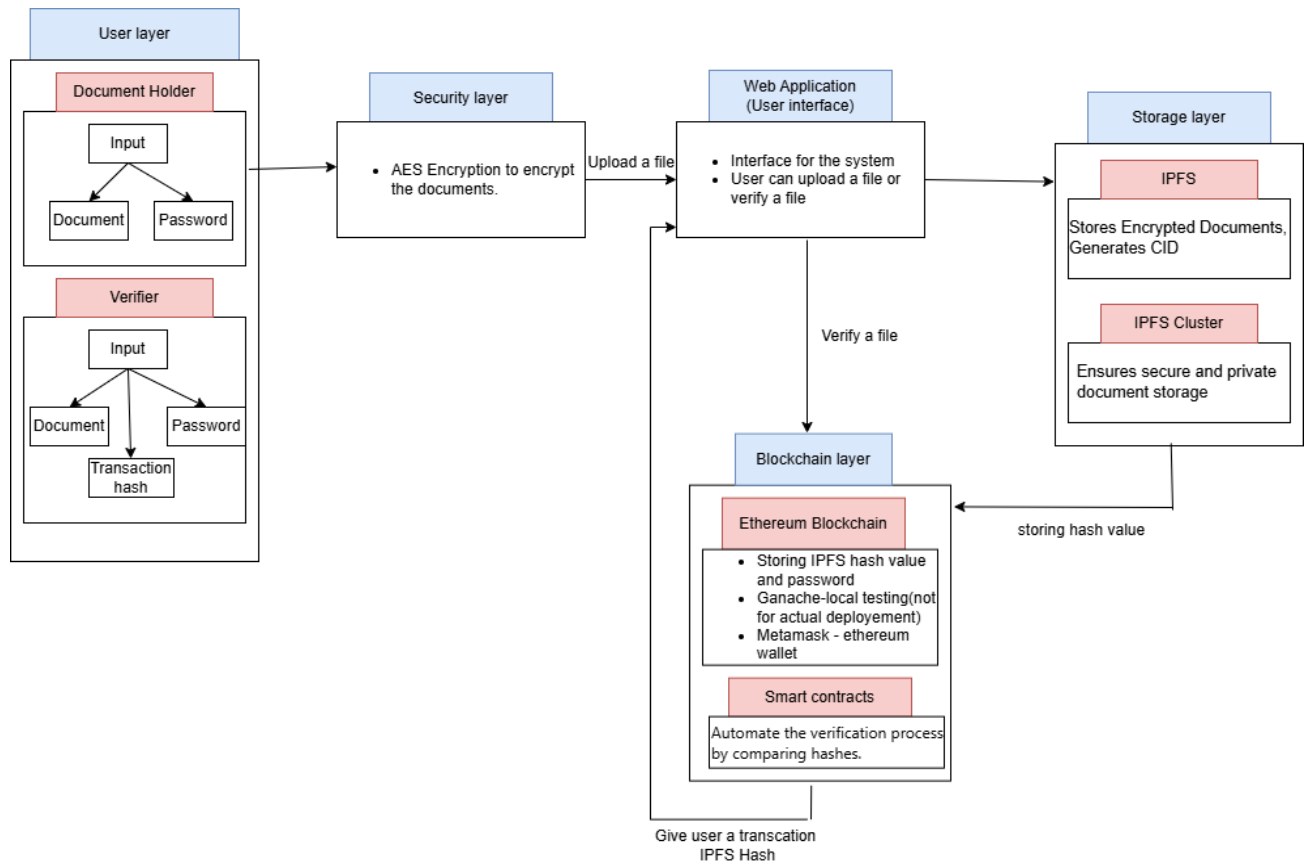 User layer
Document Holder
Input
Document
Password
Verifier
Input
Document
Password
Transaction
hash
Security layer
• AES Encryption to encrypt
the documents.
Upload a file
Web Application
(User interface)
• Interface for the system
• User can upload a file or
verify a file
Verify a file
Storage layer
IPFS
Stores Encrypted Documents,
Generates CID
IPFS Cluster
Ensures secure and private
document storage
storing hash value
Blockchain layer
Ethereum Blockchain
• Storing IPFS hash value
and password
• Ganache-local testing(not
for actual deployement)
• Metamask - ethereum
wallet
Smart contracts
Automate the verification process
by comparing hashes.
Give user a transcation
IPFS Hash